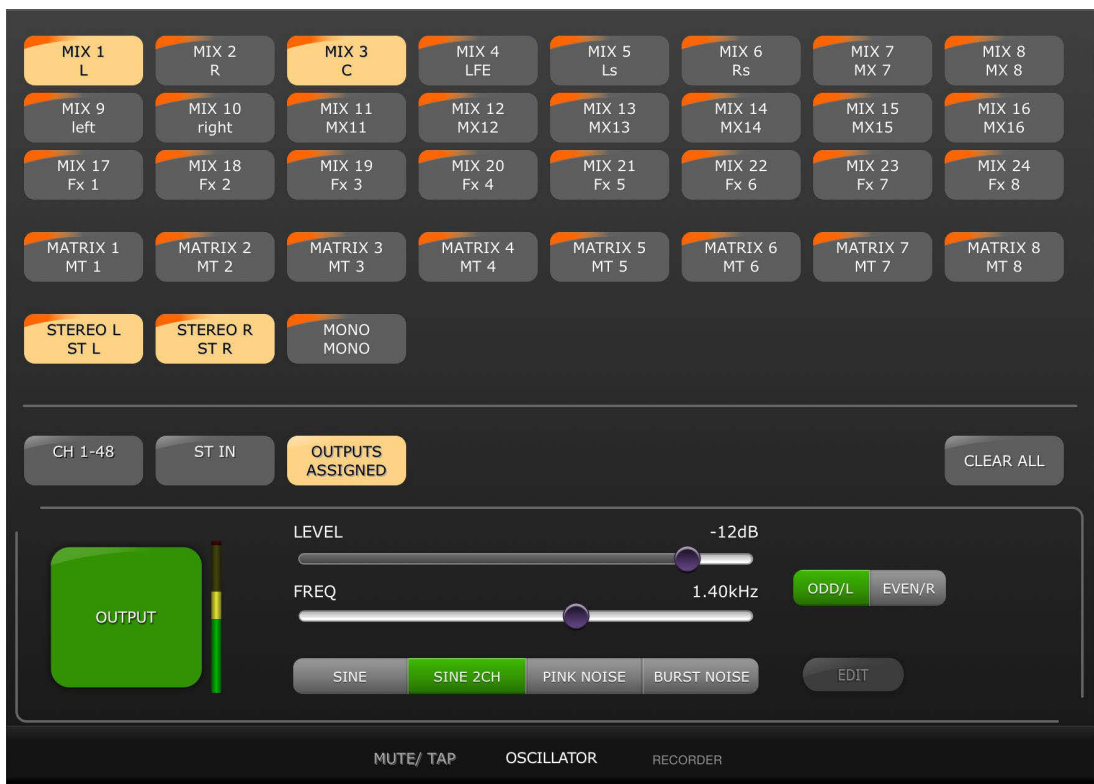 MIX 1 MIX 2 MIX 3 MIX 4 MIX 5 MIX 6 MIX 7 MIX 8
L R C LFE Ls Rs MX 7 MX 8
MIX 9 MIX 10 MIX 11 MIX 12 MIX 13 MIX 14 MIX 15 MIX 16
left right MX11 MX12 MX13 MX14 MX15 MX16
MIX 17 MIX 18 MIX 19 MIX 20 MIX 21 MIX 22 MIX 23 MIX 24
Fx 1 Fx 2 Fx 3 Fx 4 Fx 5 Fx 6 Fx 7 Fx 8
MATRIX 1 MATRIX 2 MATRIX 3 MATRIX 4 MATRIX 5 MATRIX 6 MATRIX 7 MATRIX 8
MT 1 MT 2 MT 3 MT 4 MT 5 MT 6 MT 7 MT 8
STEREO L STEREO R MONO
ST L ST R MONO
CH 1-48 ST IN OUTPUTS
ASSIGNED CLEAR ALL
LEVEL -12dB
FREQ 1.40kHz ODD/L EVEN/R
OUTPUT
SINE SINE 2CH PINK NOISE BURST NOISE EDIT
MUTE/ TAP OSCILLATOR RECORDER